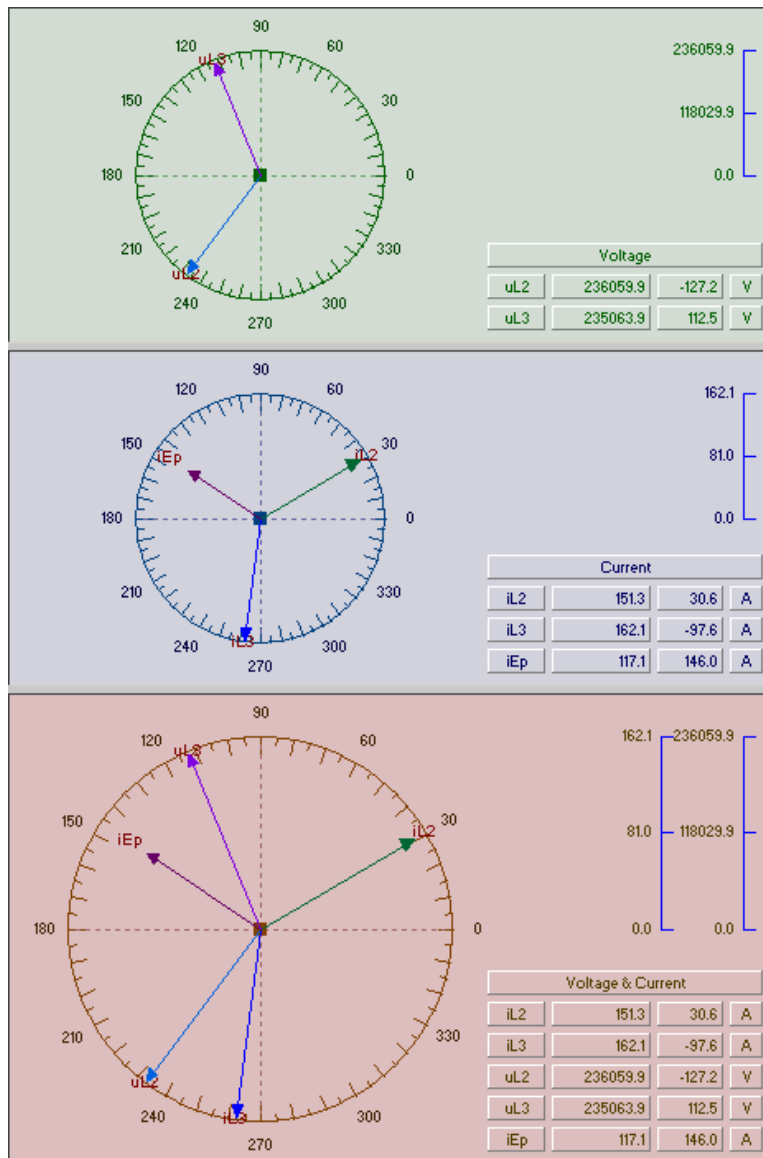 90
120 60
uL3
236059.9
150 30
118029.9
180 0 0.0
210 330
Voltage
uL2
uL2 236059.9 -127.2 V
240 300
uL3 235063.9 112.5 V
270
90
120 60
162.1
150 30
iEp iL2
81.0
180 0 0.0
Current
210 330
iL2 151.3 30.6 A
iL3 162.1 -97.6 A
240 iL3 300
270
iEp 117.1 146.0 A
90
120 60
162.1 236059.9
uL3
150 30
iEp iL2
81.0 118029.9
180 0 0.0 0.0
Voltage & Current
iL2 151.3 30.6 A
210 330
iL3 162.1 -97.6 A
uL2
uL2 236059.9 -127.2 V
240 iL3 300
uL3 235063.9 112.5 V
270
iEp 117.1 146.0 A